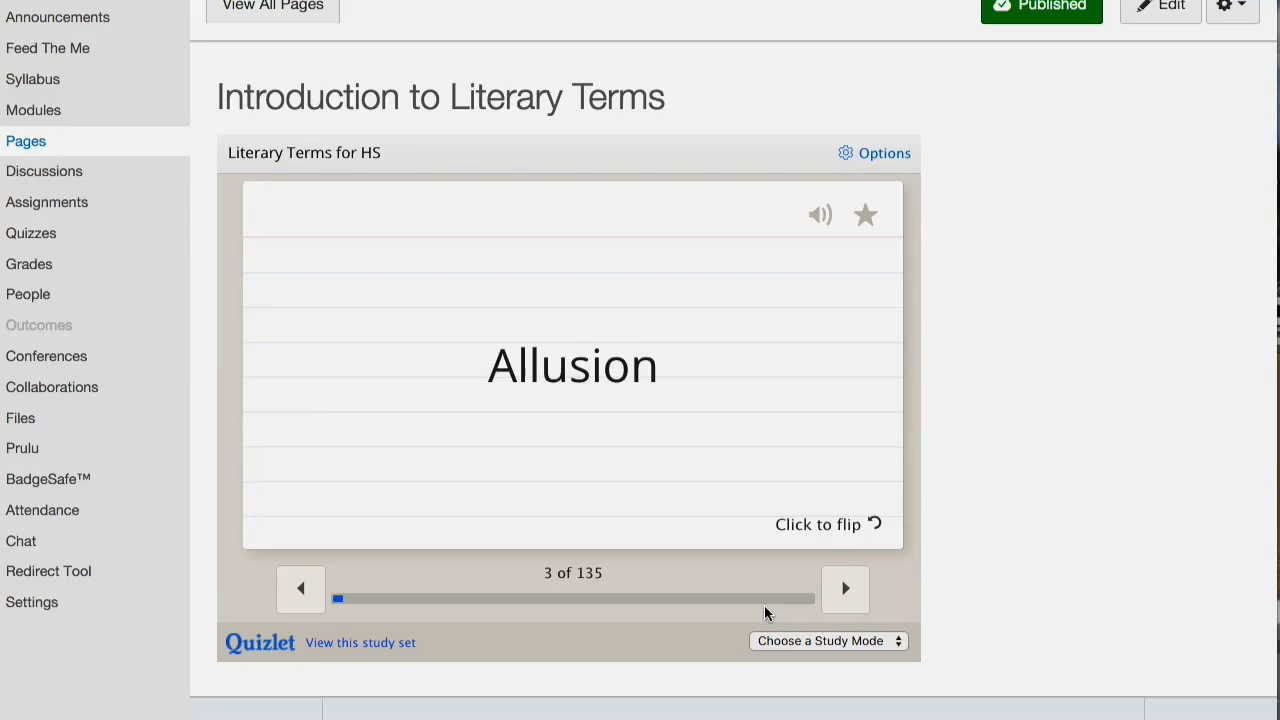 View All Pages
Published
Edit
Announcements
Feed The Me
Syllabus
Modules
Pages
Discussions
Assignments
Quizzes
Grades
People
Outcomes
Conferences
Collaborations
Files
Prulu
BadgeSafe™
Attendance
Chat
Redirect Tool
Settings
Introduction to Literary Terms
Literary Terms for HS
Options
Allusion
Click to flip
3 of 135
Quizlet View this study set
Choose a Study Mode